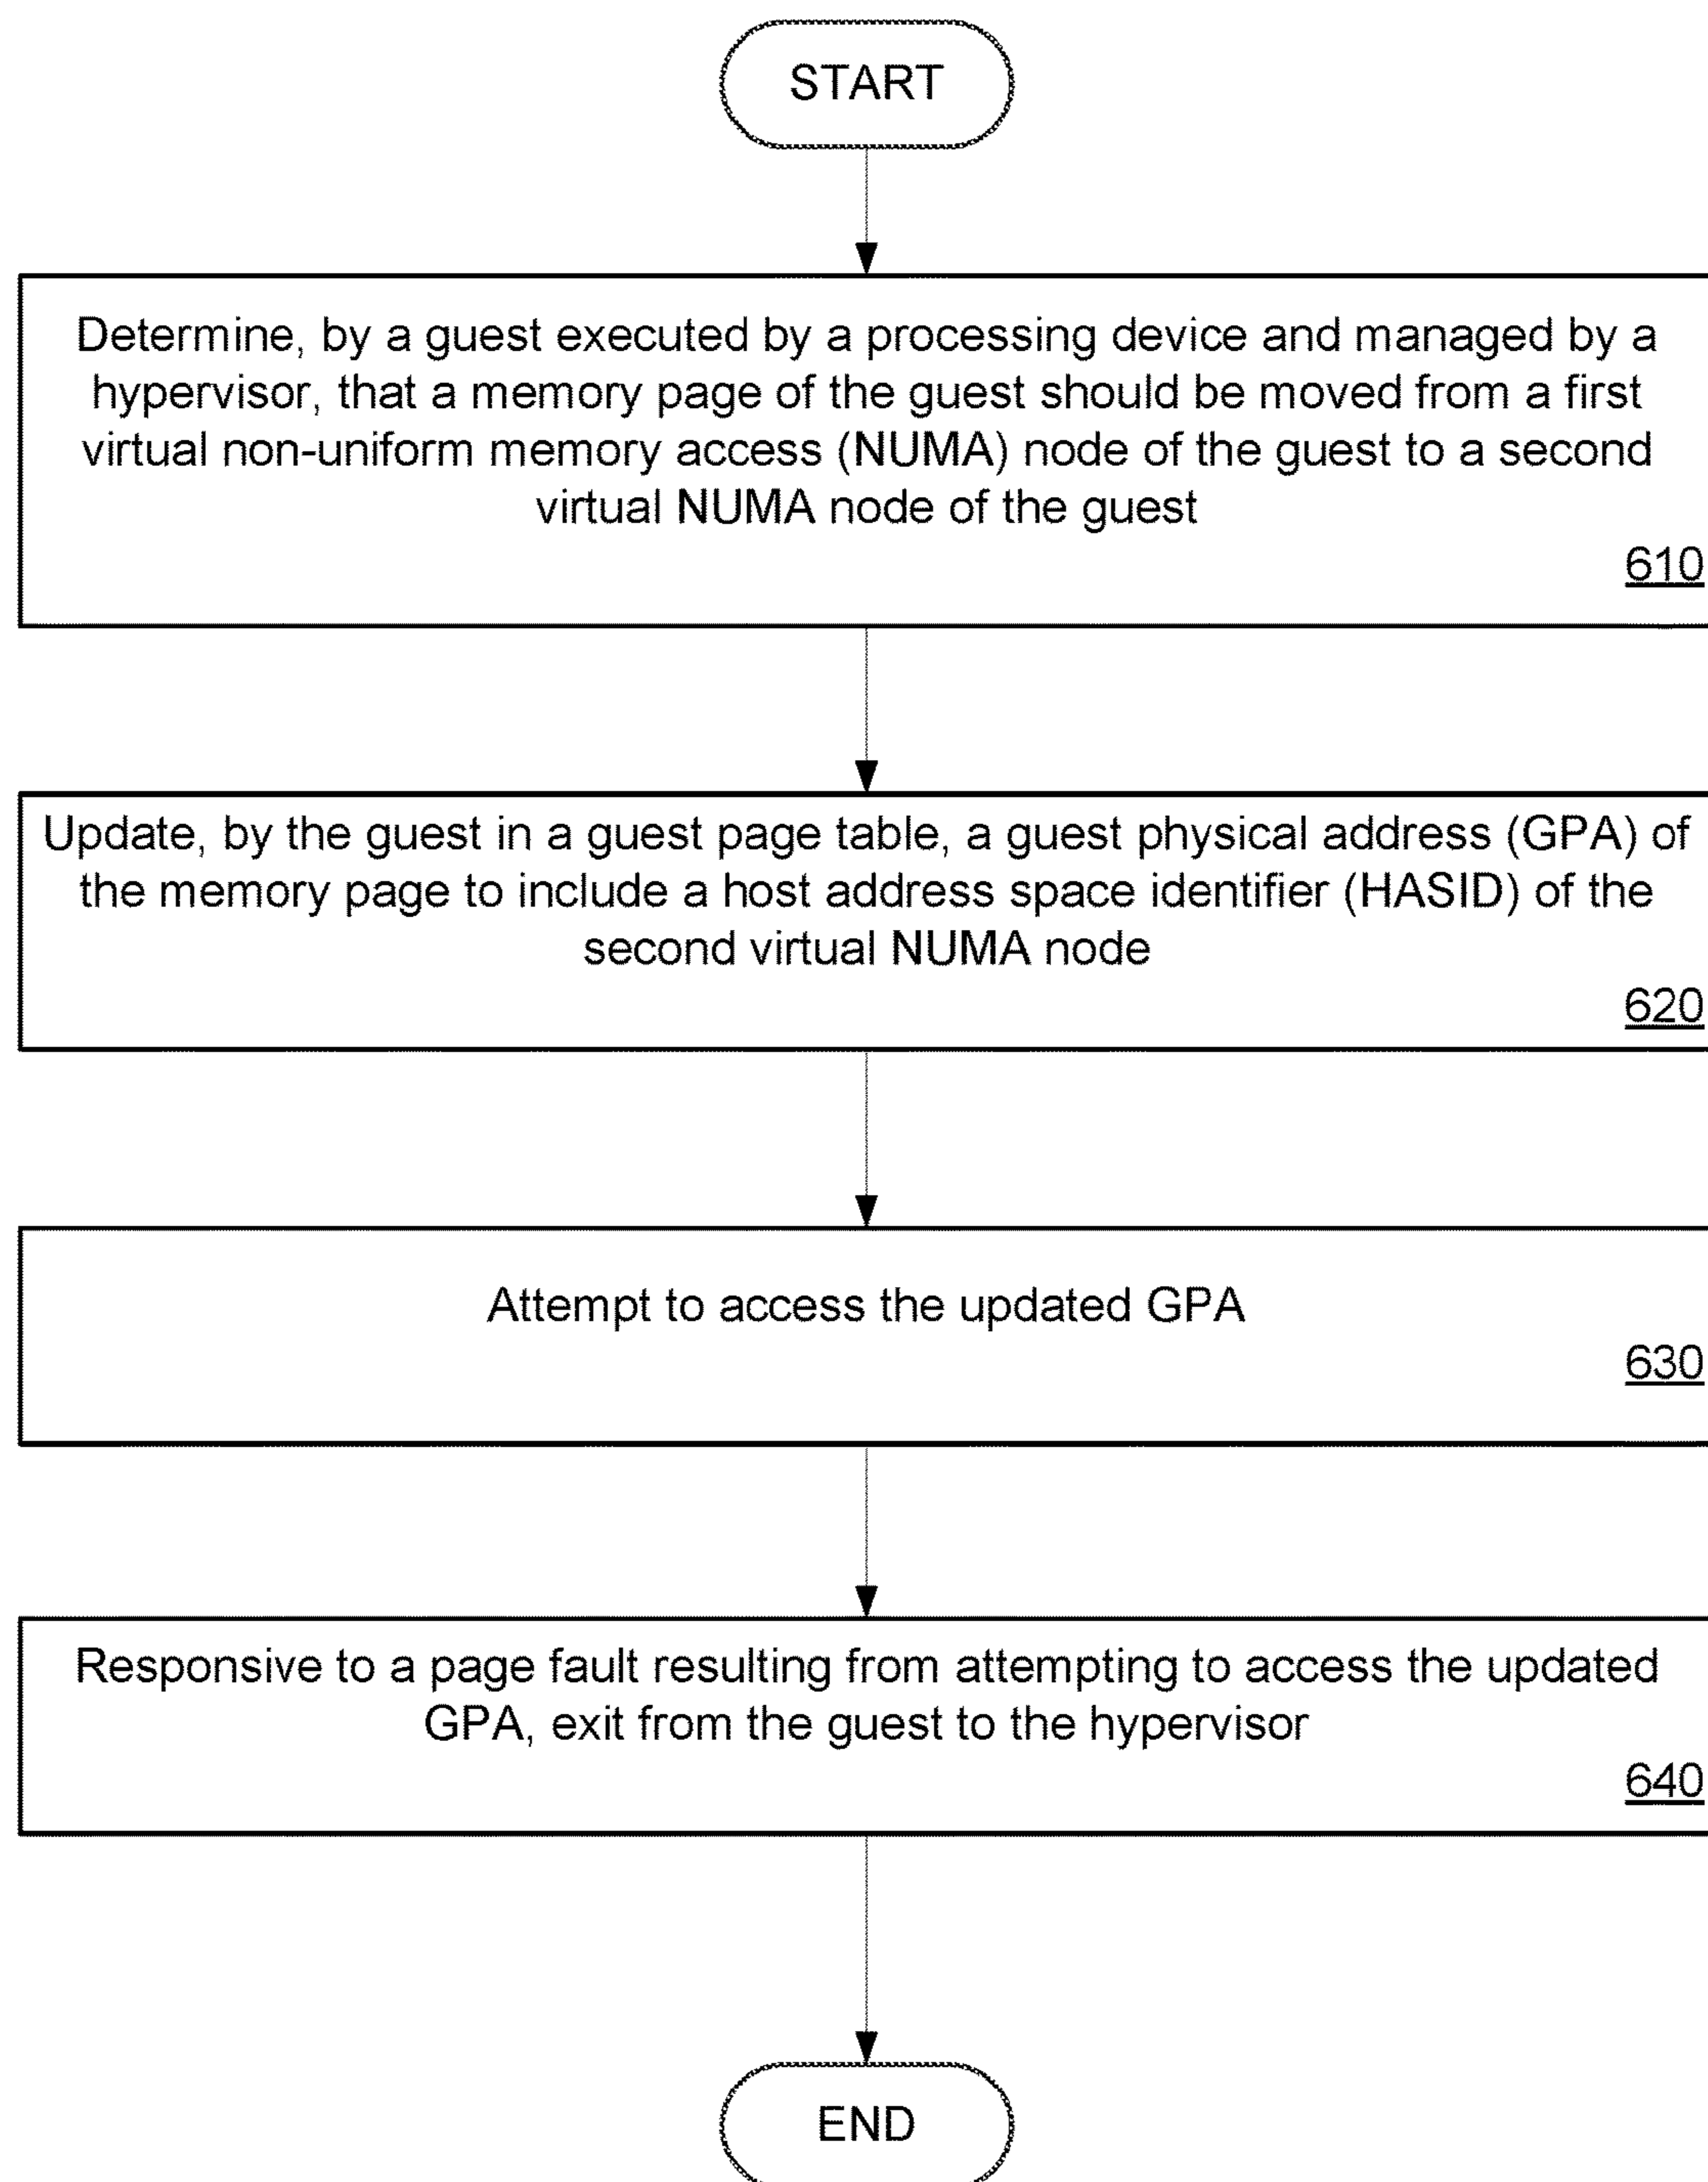 START
Determine, by a guest executed by a processing device and managed by a
hypervisor, that a memory page of the guest should be moved from a first
virtual non-uniform memory access (NUMA) node of the guest to a second
virtual NUMA node of the guest
610
Update, by the guest in a guest page table, a guest physical address (GPA) of
the memory page to include a host address space identifier (HASID) of the
second virtual NUMA node
620
Attempt to access the updated GPA
630
Responsive to a page fault resulting from attempting to access the updated
GPA, exit from the guest to the hypervisor
640
END